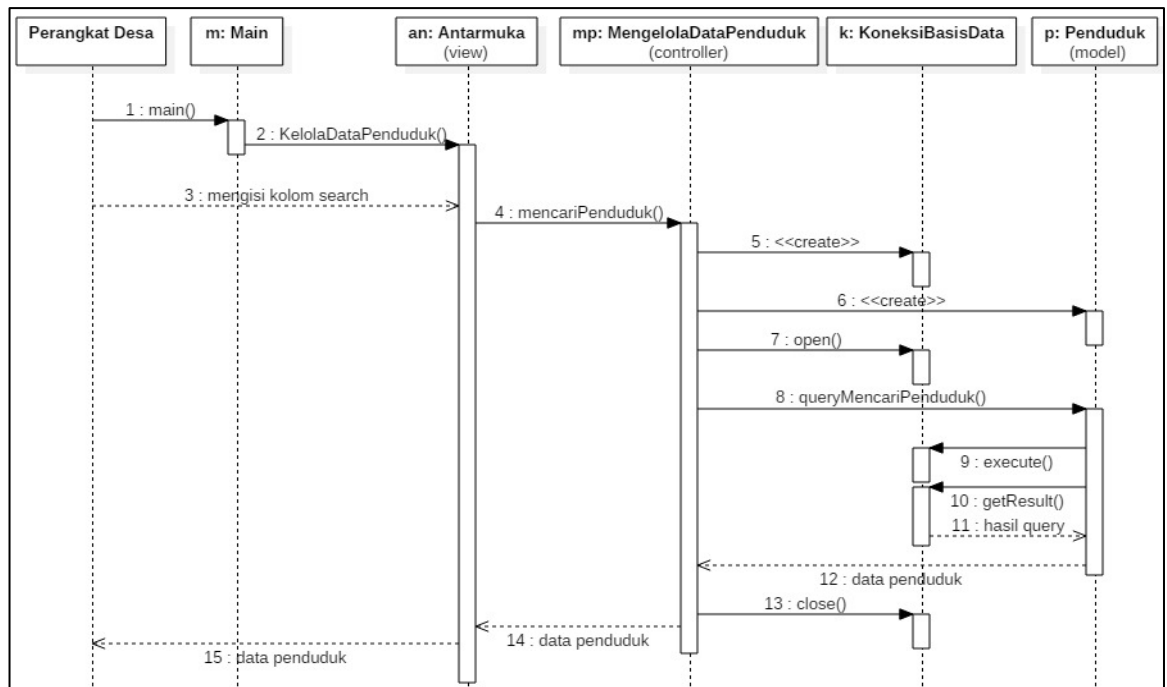 Perangkat Desa
m: Main
an: Antarmuka
(view)
mp: MengelolaDataPenduduk
(controller)
k: KoneksiBasisData
p: Penduduk
(model)
1 : main()
2 : KelolaDataPenduduk()
3 : mengisi kolom search
4 : mencariPenduduk()
5 : <<create>>
6 : <<create>>
7 : open()
8 : queryMencariPenduduk()
9 : execute()
10 : getResult()
11 : hasil query
12 : data penduduk
13 : close()
14 : data penduduk
15 : data penduduk